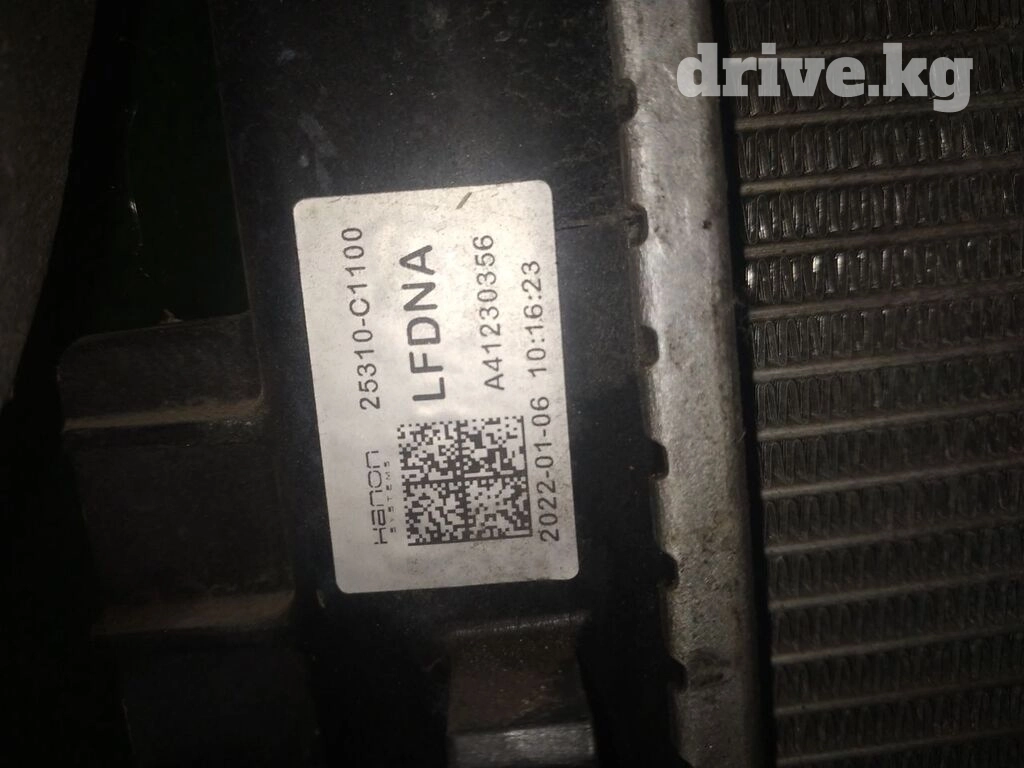 drive.kg
25310-C1100
LFDNA
A41230356
Hanon
SYSTEMS
2022-01-06 10:16:23